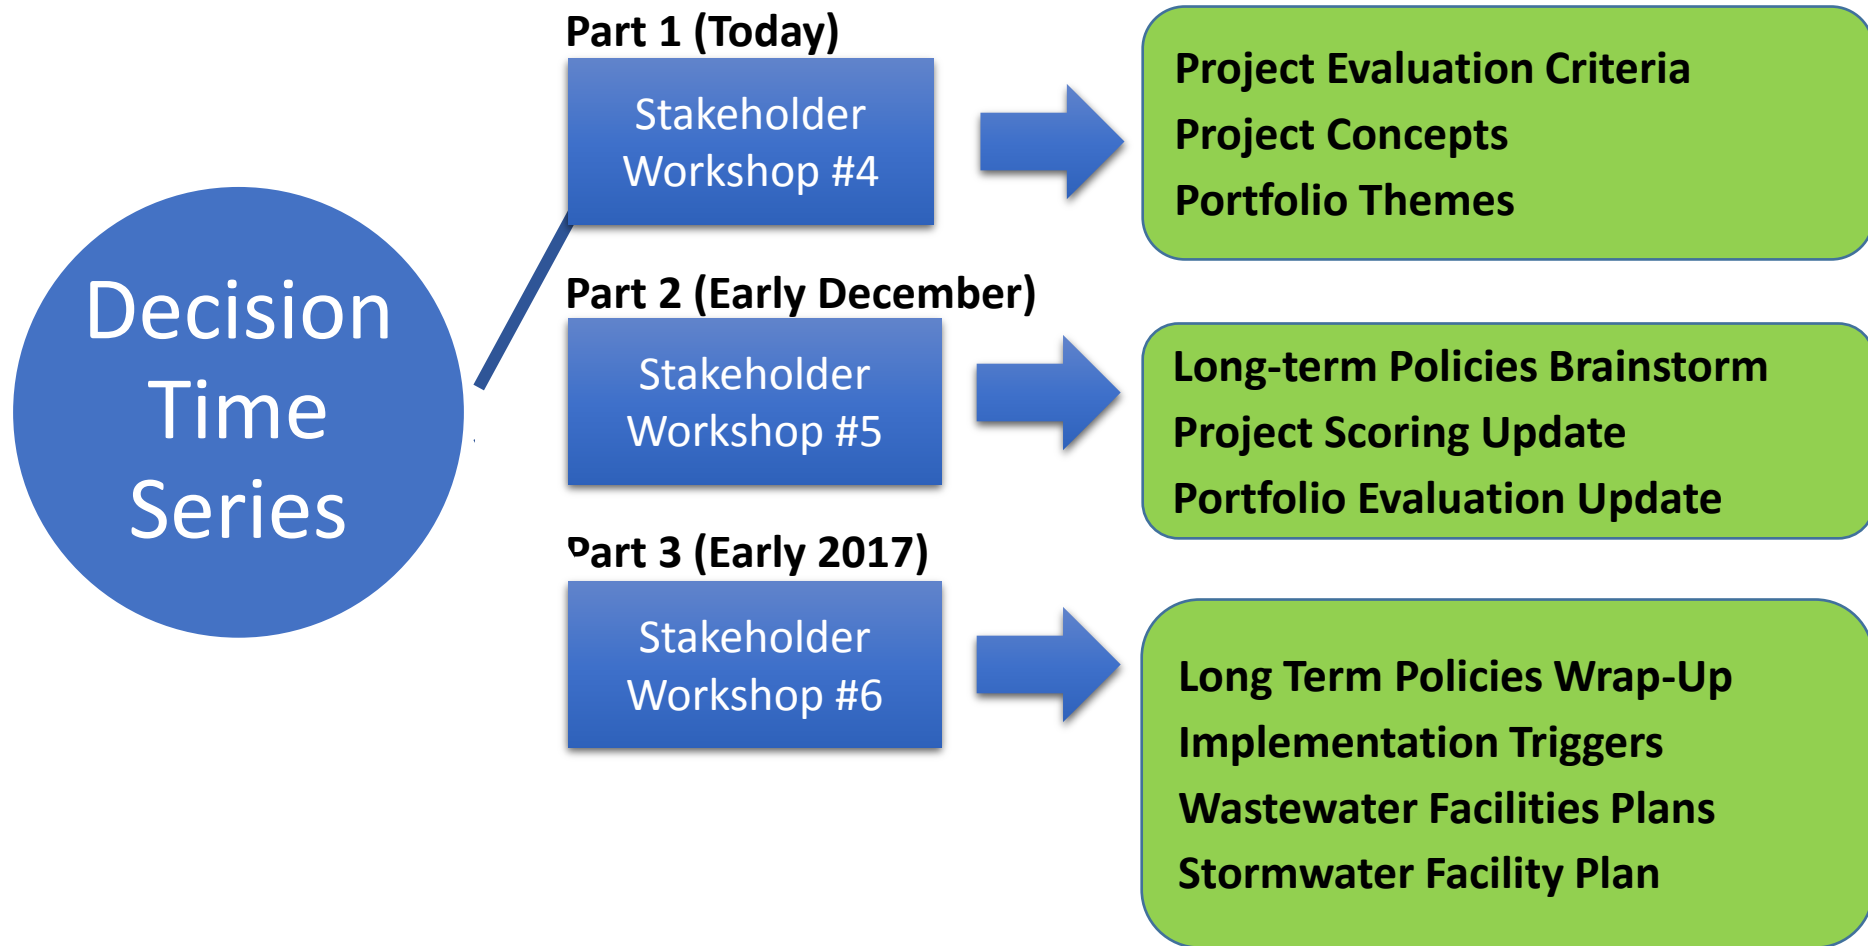 Decision
Time
Series
Part 1 (Today)
Stakeholder
Workshop #4
Project Evaluation Criteria
Project Concepts
Portfolio Themes
Part 2 (Early December)
Stakeholder
Workshop #5
Long-term Policies Brainstorm
Project Scoring Update
Portfolio Evaluation Update
Part 3 (Early 2017)
Stakeholder
Workshop #6
Long Term Policies Wrap-Up
Implementation Triggers
Wastewater Facilities Plans
Stormwater Facility Plan